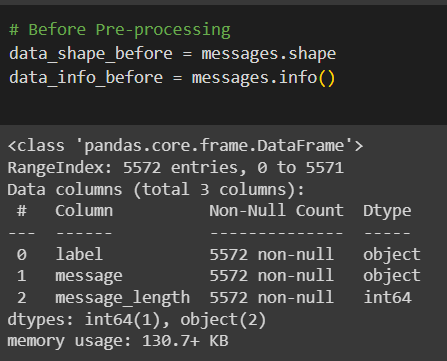 # Before Pre-processing
data_shape_before = messages.shape
data_info_before = messages.info()
<class 'pandas.core.frame.DataFrame'>
RangeIndex: 5572 entries, 0 to 5571
Data columns (total 3 columns):
 #   Column          Non-Null Count  Dtype
---  ------          --------------  -----
 0   label           5572 non-null   object
 1   message         5572 non-null   object
 2   message_length  5572 non-null   int64
dtypes: int64(1), object(2)
memory usage: 130.7+ KB